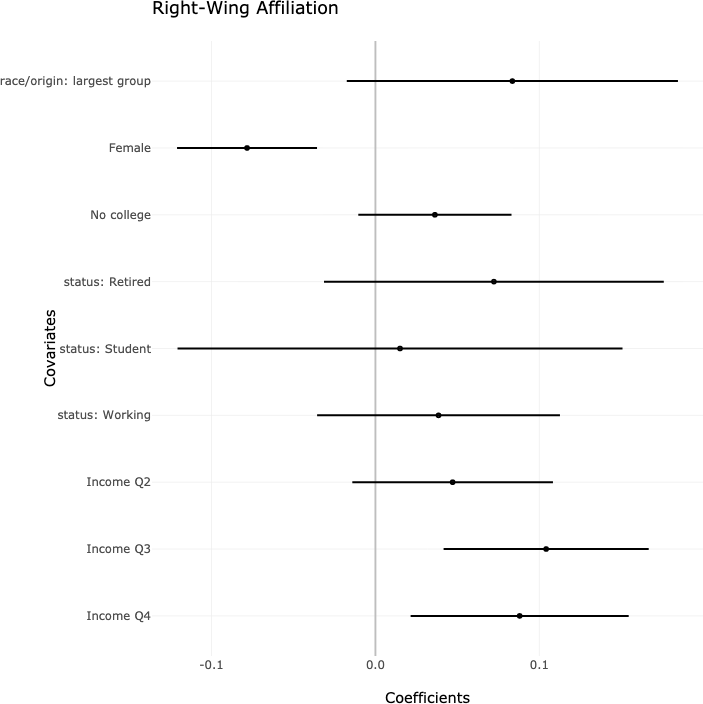 Right-Wing Affiliation
race/origin: largest group
Female
No college
status: Retired
status: Student
status: Working
Income Q2
Income Q3
Income Q4
Covariates
-0.1
0.0
0.1
Coefficients